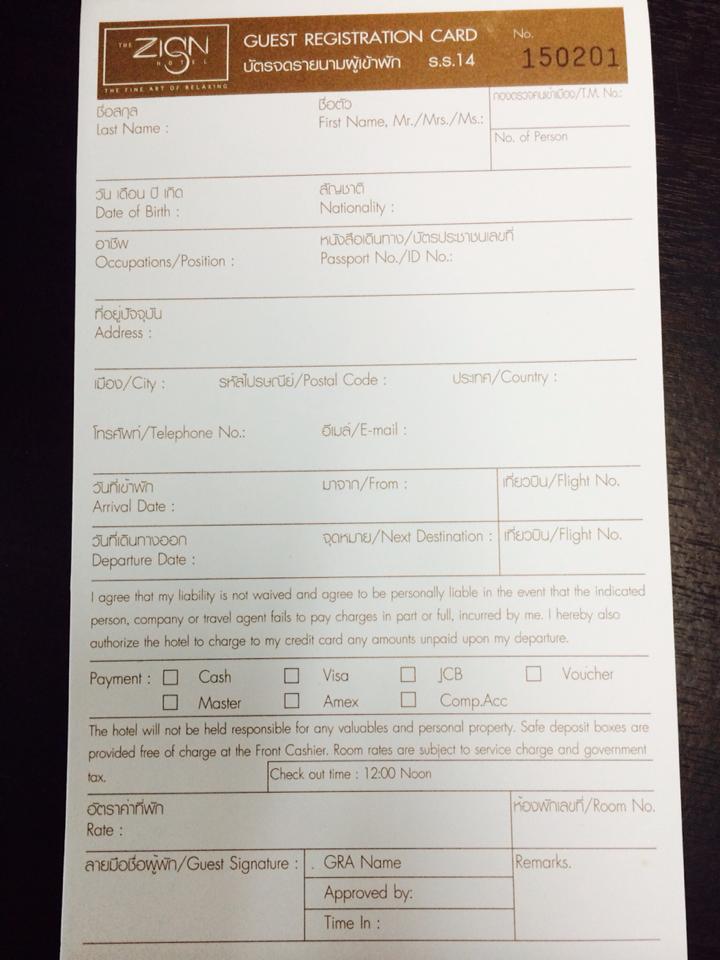 THE ZIGN HOTEL
THE FINE ART OF RELAXING
GUEST REGISTRATION CARD
บัตรจดรายนามผู้เข้าพัก ร.ร.14
No.
150201
ชื่อสกุล
Last Name :
ชื่อตัว
First Name, Mr./Mrs./Ms.:
กองตรวจคนเข้าเมือง/T.M. No.:
No. of Person
วัน เดือน ปี เกิด
Date of Birth :
สัญชาติ
Nationality :
อาชีพ
Occupations/Position :
หนังสือเดินทาง/บัตรประชาชนเลขที่
Passport No./ID No.:
ที่อยู่ปัจจุบัน
Address :
เมือง/City : รหัสไปรษณีย์/Postal Code : ประเทศ/Country :
โทรศัพท์/Telephone No.: อีเมล์/E-mail :
วันที่เข้าพัก
Arrival Date :
มาจาก/From :
เที่ยวบิน/Flight No.
วันที่เดินทางออก
Departure Date :
จุดหมาย/Next Destination :
เที่ยวบิน/Flight No.
I agree that my liability is not waived and agree to be personally liable in the event that the indicated
person, company or travel agent fails to pay charges in part or full, incurred by me. I hereby also
authorize the hotel to charge to my credit card any amounts unpaid upon my departure.
Payment : Cash Visa JCB Voucher
Master Amex Comp.Acc
The hotel will not be held responsible for any valuables and personal property. Safe deposit boxes are
provided free of charge at the Front Cashier. Room rates are subject to service charge and government
tax.
Check out time : 12:00 Noon
อัตราค่าที่พัก
Rate :
ห้องพักเลขที่/Room No.
ลายมือชื่อผู้พัก/Guest Signature :
. GRA Name
Approved by:
Time In :
Remarks.